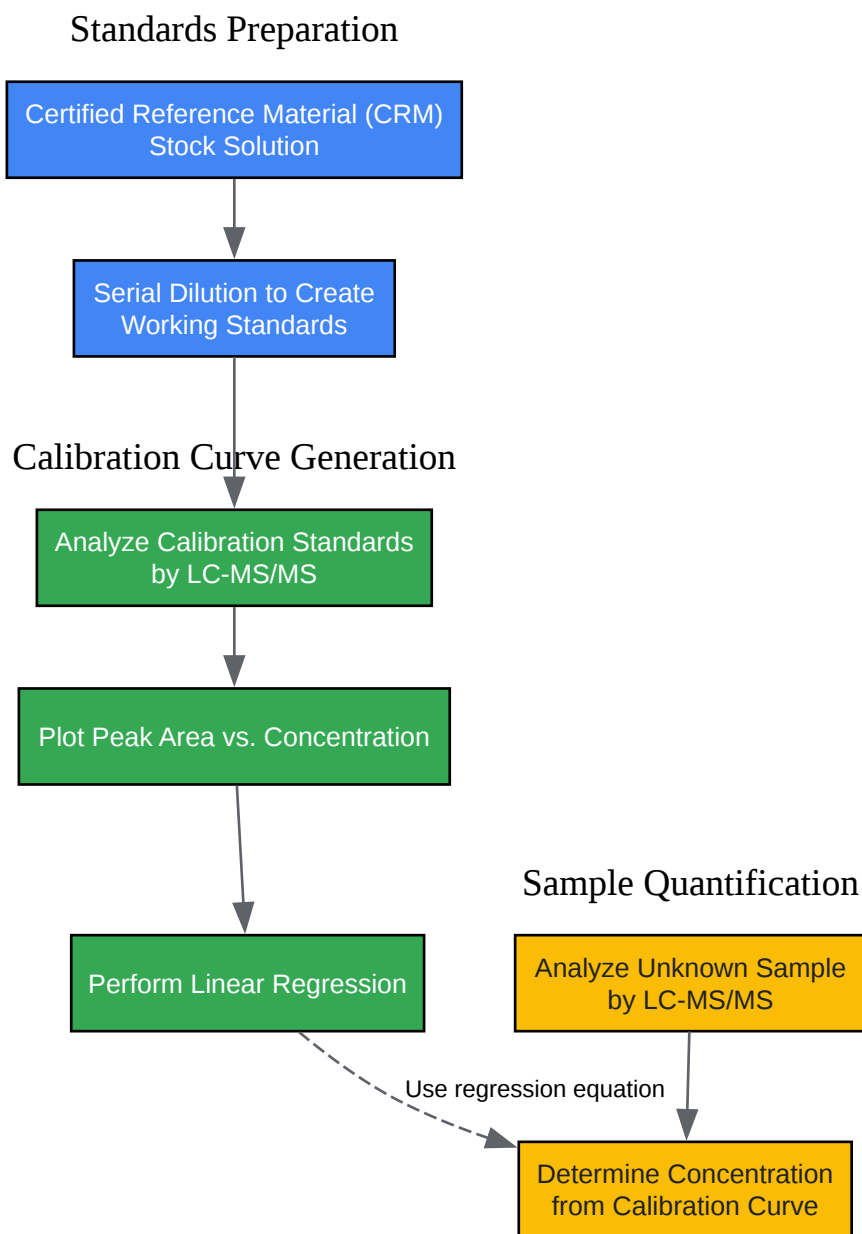 Standards Preparation
Certified Reference Material (CRM)
Stock Solution
Serial Dilution to Create
Working Standards
Calibration Curve Generation
Analyze Calibration Standards
by LC-MS/MS
Plot Peak Area vs. Concentration
Perform Linear Regression
Sample Quantification
Analyze Unknown Sample
by LC-MS/MS
Use regression equation
Determine Concentration
from Calibration Curve